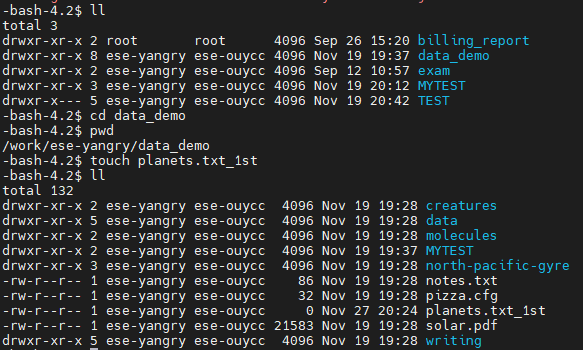 -bash-4.2$ ll
total 3
drwxr-xr-x 2 root       root       4096 Sep 26 15:20 billing_report
drwxr-xr-x 8 ese-yangry ese-ouycc  4096 Nov 19 19:37 data_demo
drwxr-xr-x 2 ese-yangry ese-ouycc  4096 Sep 12 10:57 exam
drwxr-xr-x 3 ese-yangry ese-ouycc  4096 Nov 19 20:12 MYTEST
drwxr-x--- 5 ese-yangry ese-ouycc  4096 Nov 19 20:42 TEST
-bash-4.2$ cd data_demo
-bash-4.2$ pwd
/work/ese-yangry/data_demo
-bash-4.2$ touch planets.txt_1st
-bash-4.2$ ll
total 132
drwxr-xr-x 2 ese-yangry ese-ouycc  4096 Nov 19 19:28 creatures
drwxr-xr-x 5 ese-yangry ese-ouycc  4096 Nov 19 19:28 data
drwxr-xr-x 2 ese-yangry ese-ouycc  4096 Nov 19 19:28 molecules
drwxr-xr-x 2 ese-yangry ese-ouycc  4096 Nov 19 19:37 MYTEST
drwxr-xr-x 3 ese-yangry ese-ouycc  4096 Nov 19 19:28 north-pacific-gyre
-rw-r--r-- 1 ese-yangry ese-ouycc    86 Nov 19 19:28 notes.txt
-rw-r--r-- 1 ese-yangry ese-ouycc    32 Nov 19 19:28 pizza.cfg
-rw-r--r-- 1 ese-yangry ese-ouycc     0 Nov 27 20:24 planets.txt_1st
-rw-r--r-- 1 ese-yangry ese-ouycc 21583 Nov 19 19:28 solar.pdf
drwxr-xr-x 5 ese-yangry ese-ouycc  4096 Nov 19 19:28 writing